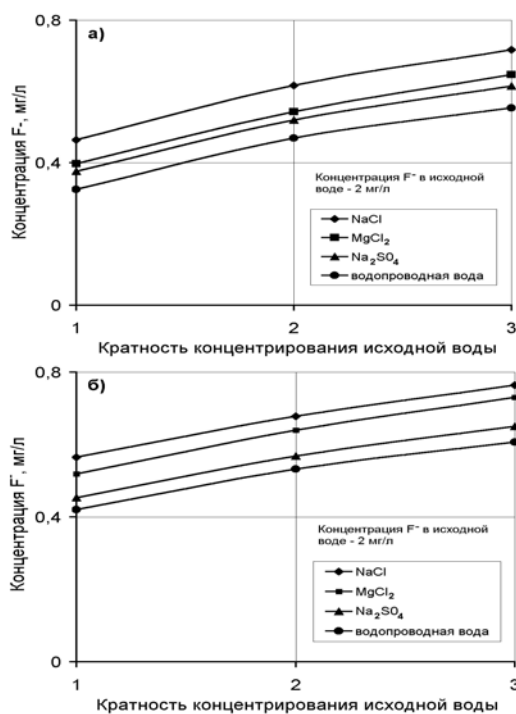 0,8
а)
Концентрация F-, мг/л
0,4
Концентрация F⁻ в исходной
воде - 2 мг/л
NaCl
MgCl₂
Na₂SO₄
водопроводная вода
0
1
2
3
Кратность концентрирования исходной воды
0,8
б)
Концентрация F⁻, мг/л
0,4
Концентрация F⁻ в исходной
воде - 2 мг/л
NaCl
MgCl₂
Na₂SO₄
водопроводная вода
0
1
2
3
Кратность концентрирования исходной воды